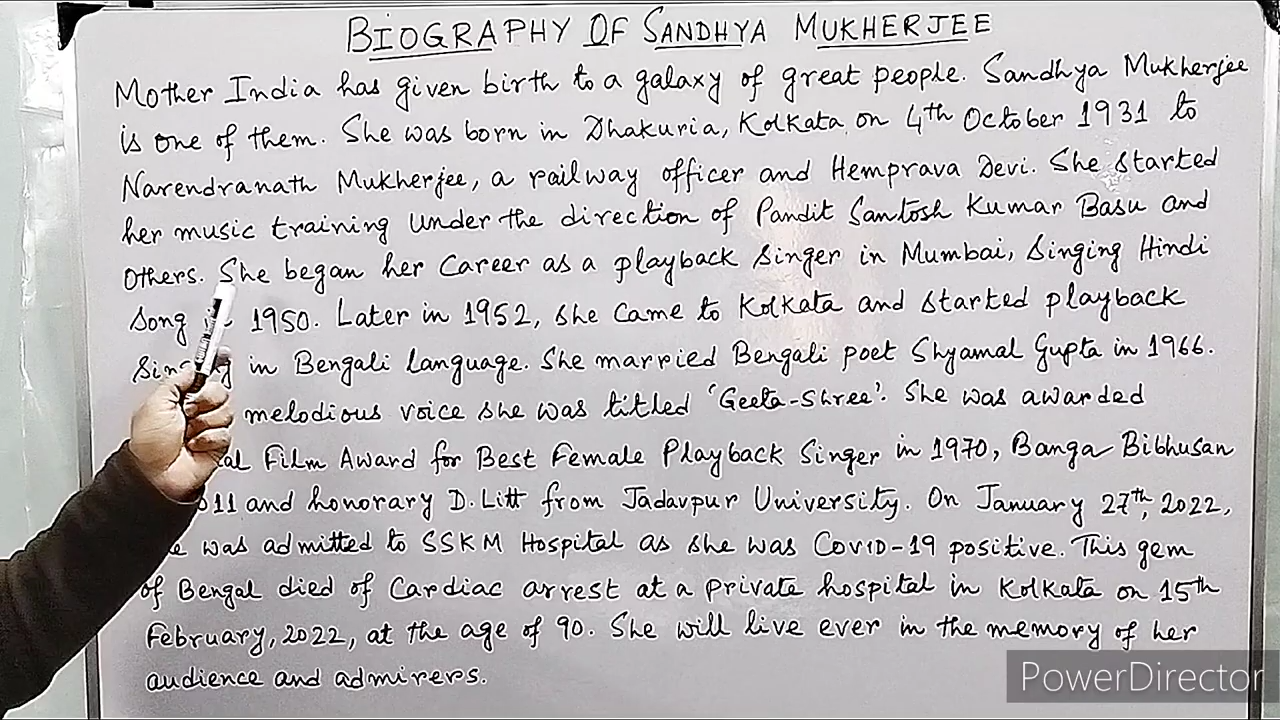 BIOGRAPHY OF SANDHYA MUKHERJEE
Mother India has given birth to a galaxy of great people. Sandhya Mukherjee
is one of them. She was born in Dhakuria, Kolkata on 4th October 1931 to
Narendranath Mukherjee, a railway officer and Hemprava Devi. She started
her music training under the direction of Pandit Santosh Kumar Basu and
others. She began her career as a playback singer in Mumbai, singing Hindi
song 1950. Later in 1952, she came to Kolkata and started playback
in Bengali language. She married Bengali poet Shyamal Gupta in 1966.
melodious voice she was titled 'Geeta-Shree'. She was awarded
Film Award for Best Female Playback Singer in 1970, Banga Bibhusan
and honorary D.Litt from Jadavpur University. On January 27th, 2022,
was admitted to SSKM Hospital as she was COVID-19 positive. This gem
of Bengal died of Cardiac arrest at a private hospital in Kolkata on 15th
February, 2022, at the age of 90. She will live ever in the memory of her
audience and admirers.
PowerDirector